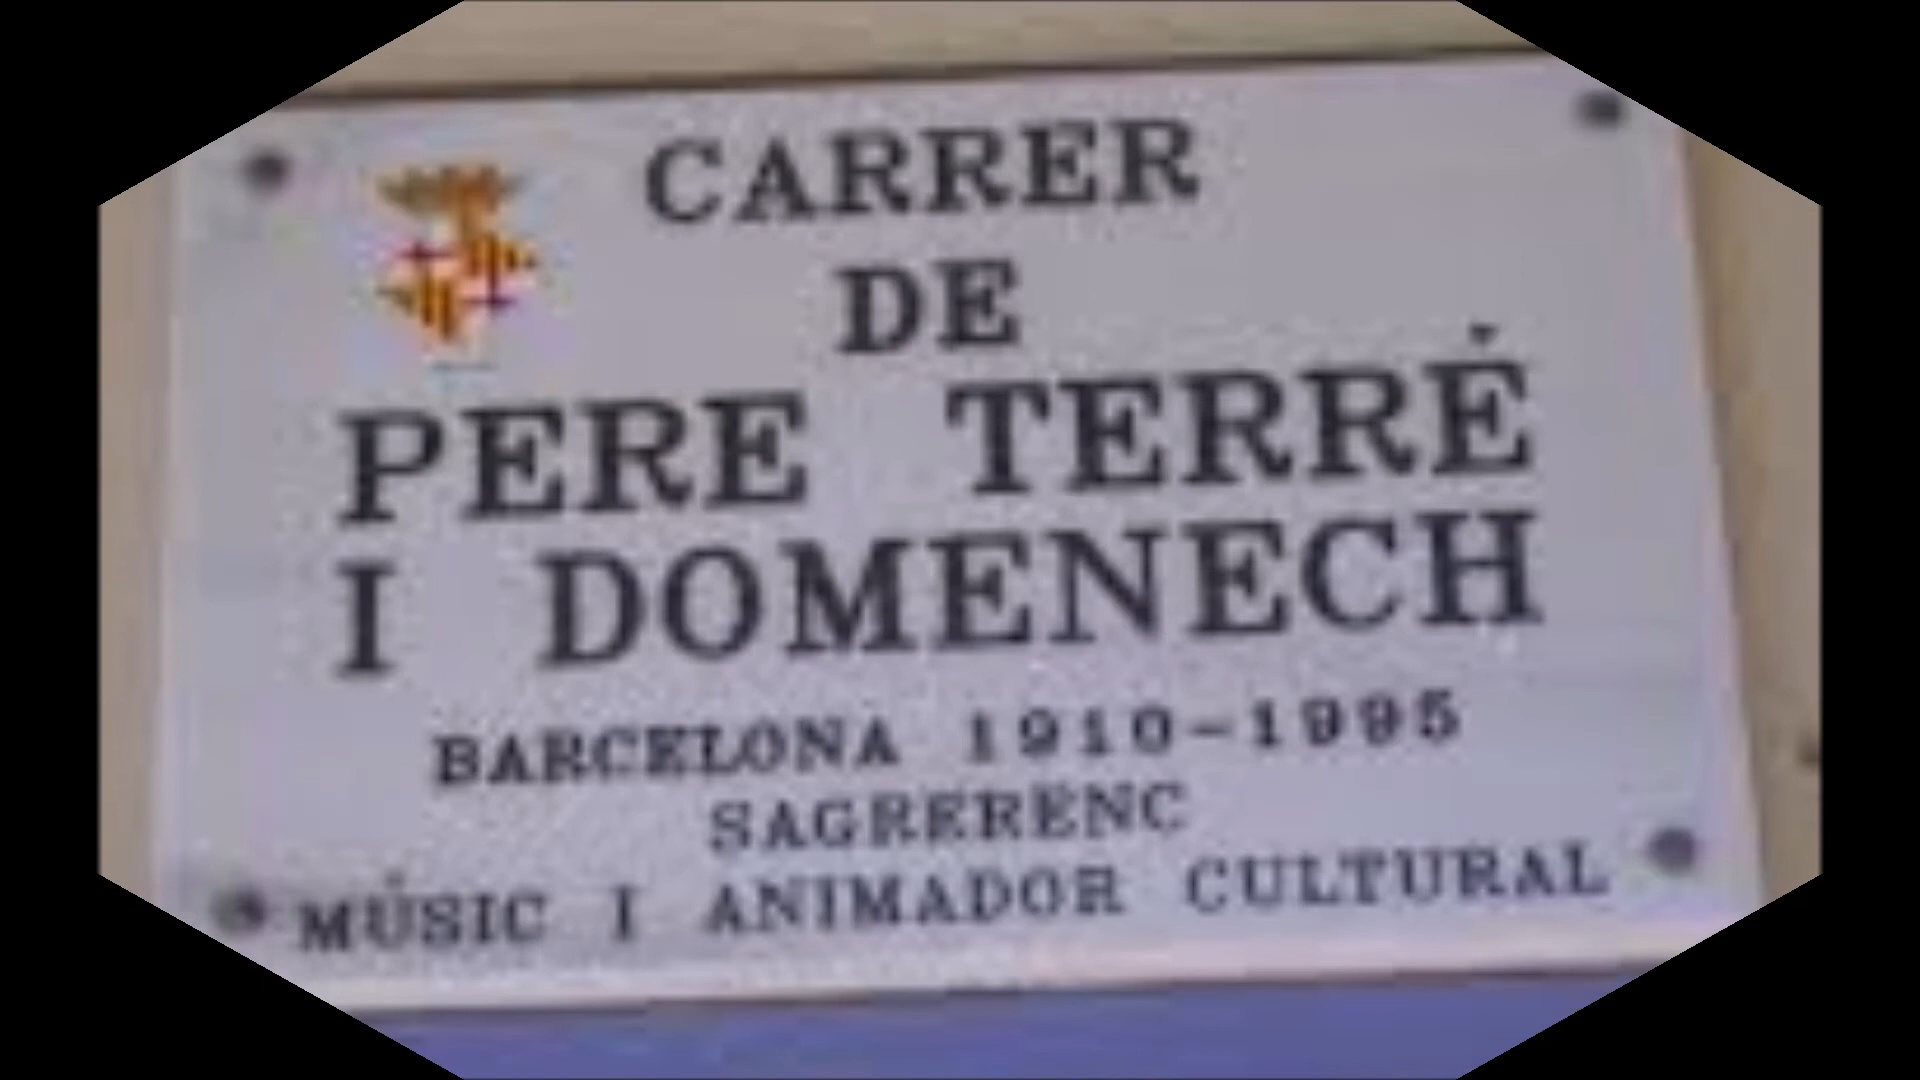 CARRER
DE
PERE TERRÉ
I DOMENECH
BARCELONA 1910-1995
SAGRERENC
MÚSIC I ANIMADOR CULTURAL